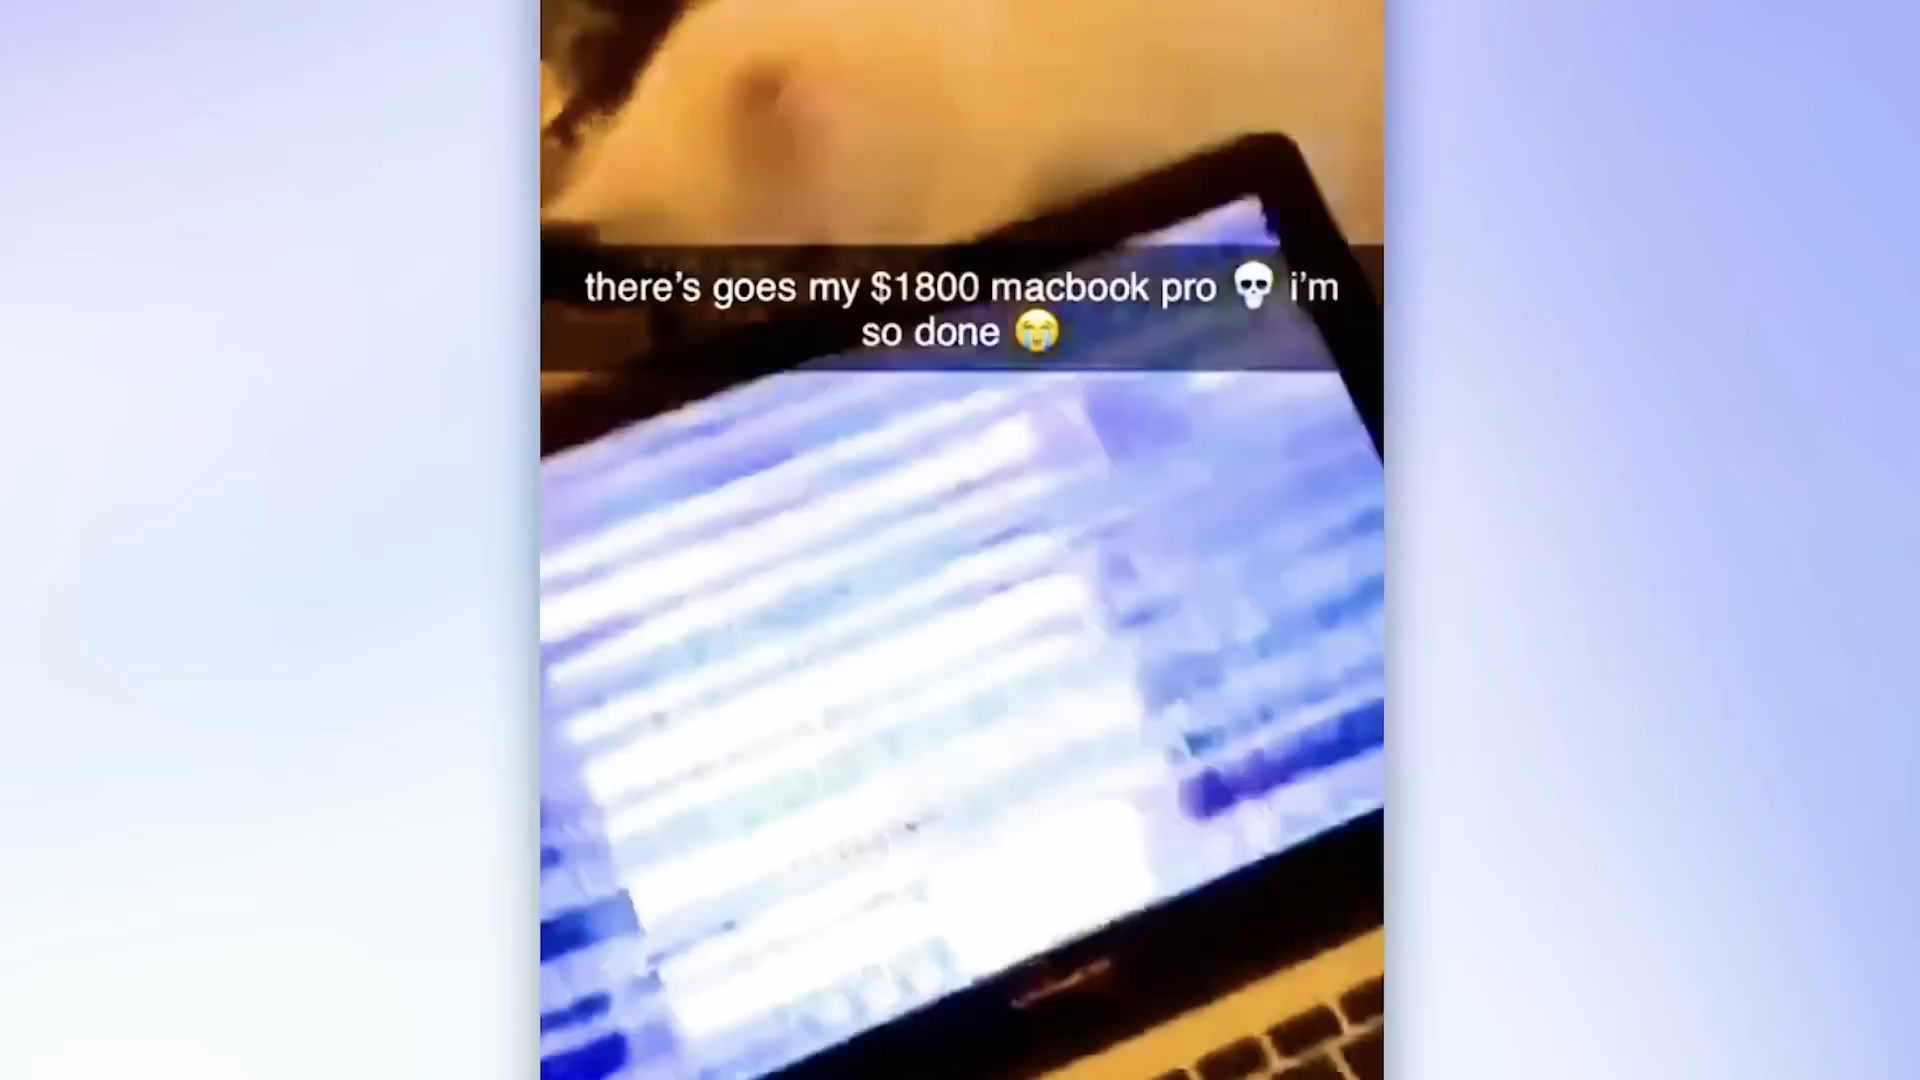 there’s goes my $1800 macbook pro 💀 i’m
so done 😭